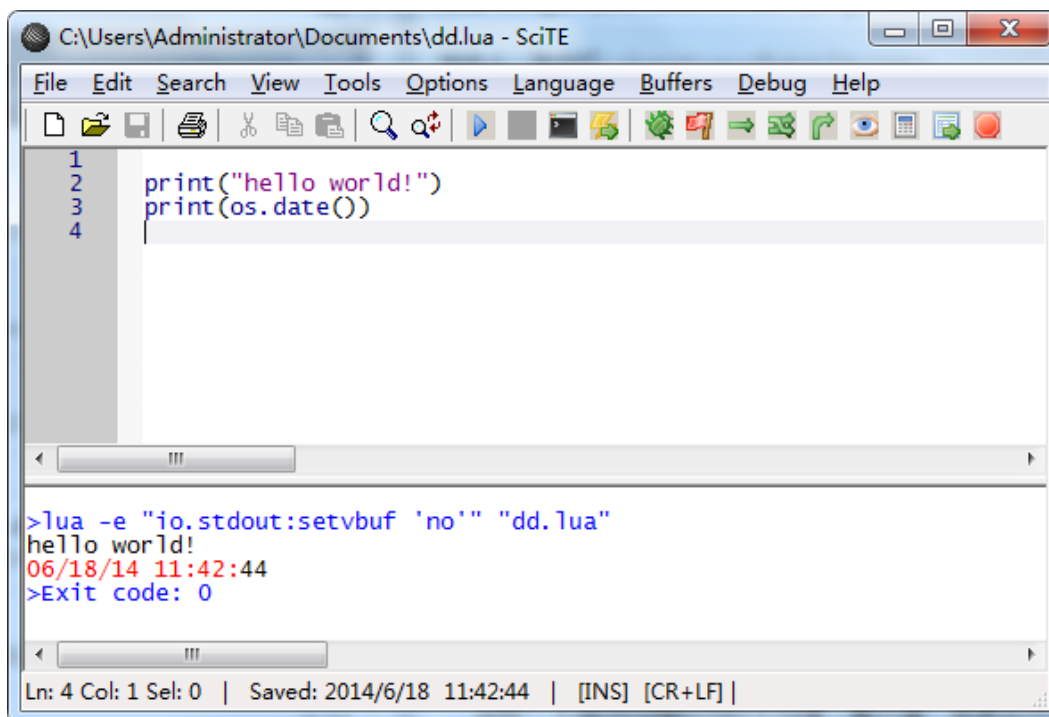 C:\Users\Administrator\Documents\dd.lua - SciTE
File Edit Search View Tools Options Language Buffers Debug Help
1
2 print("hello world!")
3 print(os.date())
4
>lua -e "io.stdout:setvbuf 'no'" "dd.lua"
hello world!
06/18/14 11:42:44
>Exit code: 0
Ln: 4 Col: 1 Sel: 0 | Saved: 2014/6/18 11:42:44 | [INS] [CR+LF] |